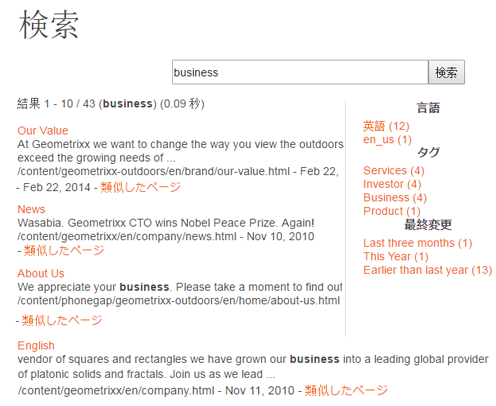 検索
business 検索
結果 1 - 10 / 43 (business) (0.09 秒)
Our Value
At Geometrixx we want to change the way you view the outdoors
exceed the growing needs of ...
/content/geometrixx-outdoors/en/brand/our-value.html - Feb 22,
- Feb 22, 2014 - 類似したページ
News
Wasabia. Geometrixx CTO wins Nobel Peace Prize. Again!
/content/geometrixx/en/company/news.html - Nov 10, 2010
- 類似したページ
About Us
We appreciate your business. Please take a moment to find out
/content/phonegap/geometrixx-outdoors/en/home/about-us.html
- 類似したページ
English
vendor of squares and rectangles we have grown our business into a leading global provider
of platonic solids and fractals. Join us as we lead ...
/content/geometrixx/en/company.html - Nov 11, 2010 - 類似したページ
言語
英語 (12)
en_us (1)
タグ
Services (4)
Investor (4)
Business (4)
Product (1)
最終変更
Last three months (1)
This Year (1)
Earlier than last year (13)